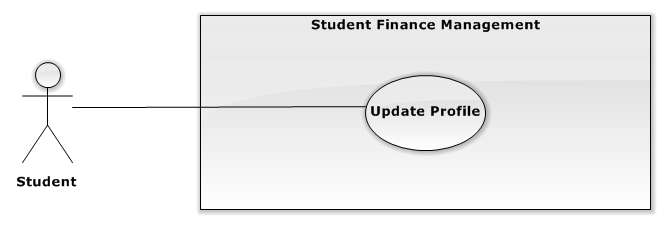 Student Finance Management
Update Profile
Student